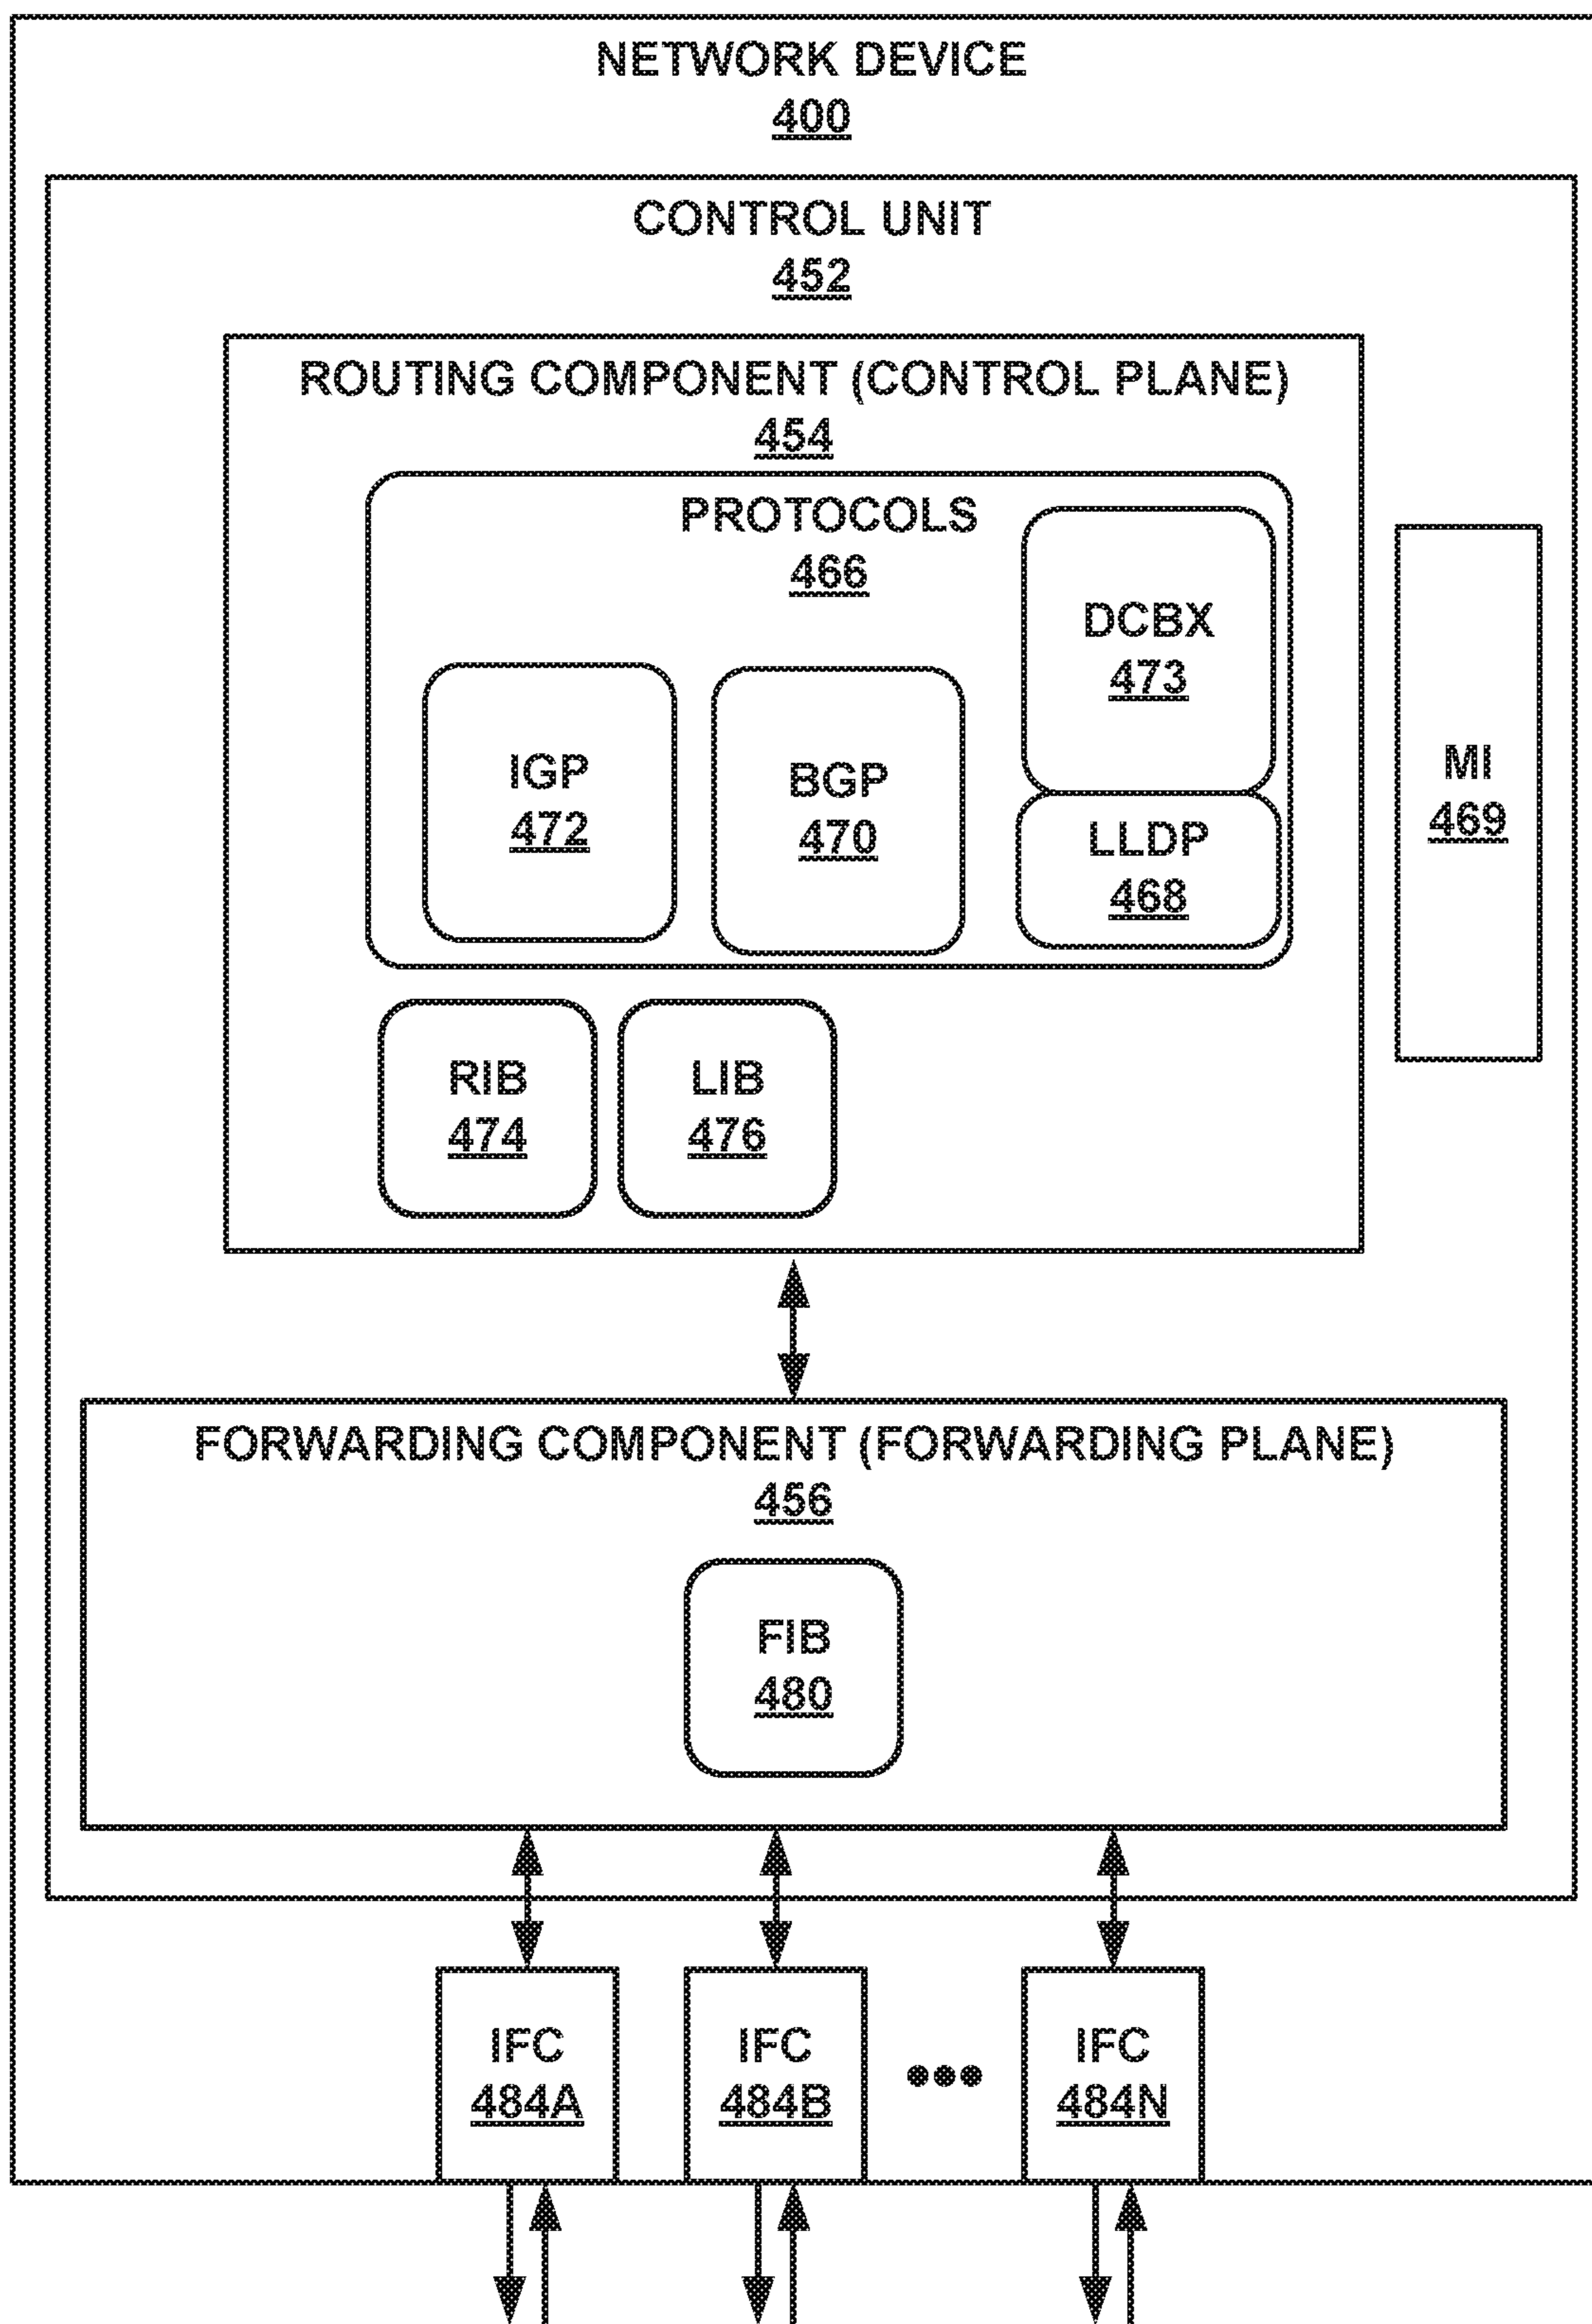 NETWORK DEVICE
400
CONTROL UNIT
452
ROUTING COMPONENT (CONTROL PLANE)
454
PROTOCOLS
466
DCBX
473
IGP
472
BGP
470
LLDP
468
MI
469
RIB
474
LIB
476
FORWARDING COMPONENT (FORWARDING PLANE)
456
FIB
480
IFC
484A
IFC
484B
IFC
484N